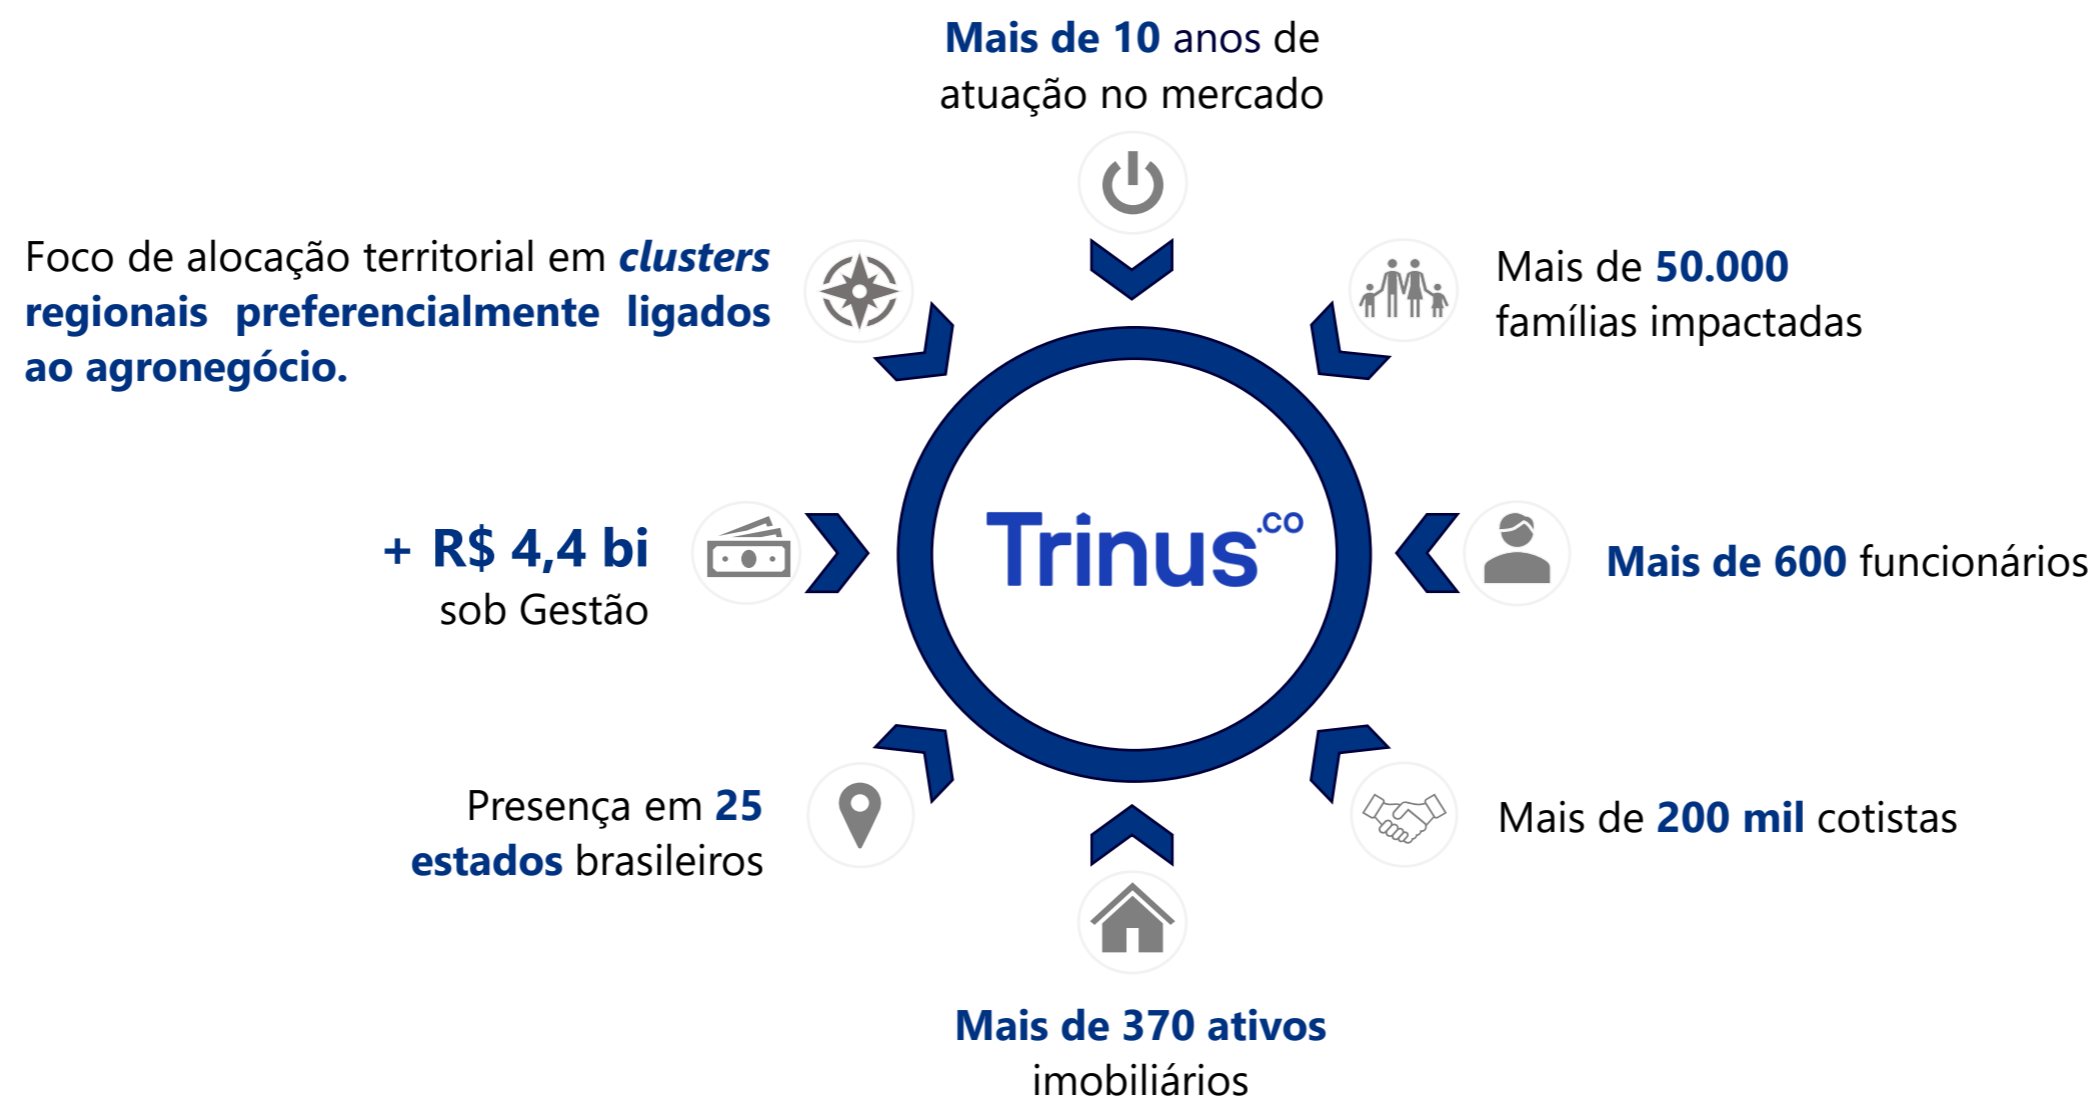 Mais de 10 anos de
atuação no mercado
Foco de alocação territorial em clusters
regionais preferencialmente ligados
ao agronegócio.
Mais de 50.000
famílias impactadas
+ R$ 4,4 bi
sob Gestão
Trinus.co
Mais de 600 funcionários
Presença em 25
estados brasileiros
Mais de 200 mil cotistas
Mais de 370 ativos
imobiliários